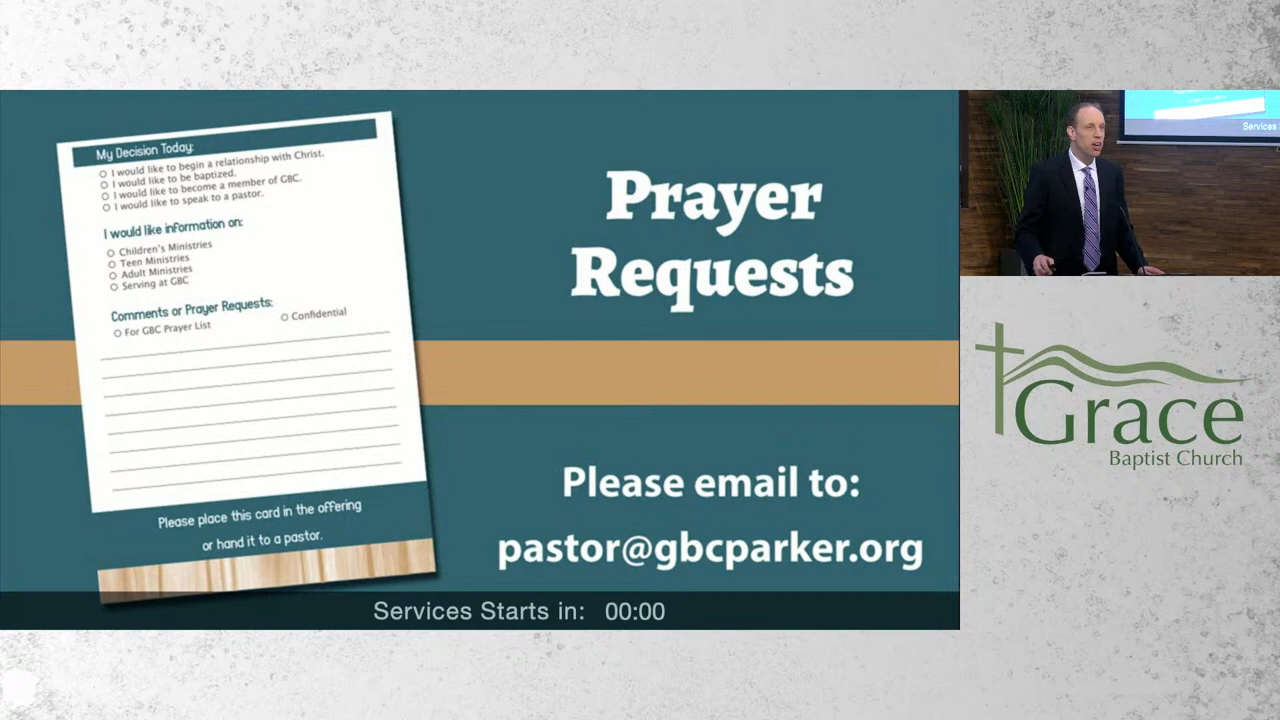 My Decision Today:
I would like to begin a relationship with Christ.
I would like to be baptized.
I would like to become a member of GBC.
I would like to speak to a pastor.
I would like information on:
Children's Ministries
Teen Ministries
Adult Ministries
Serving at GBC
Comments or Prayer Requests:
For GBC Prayer List
Confidential
Please place this card in the offering
or hand it to a pastor.
Prayer
Requests
Please email to:
pastor@gbcparker.org
Services Starts in: 00:00
Services
Grace
Baptist Church